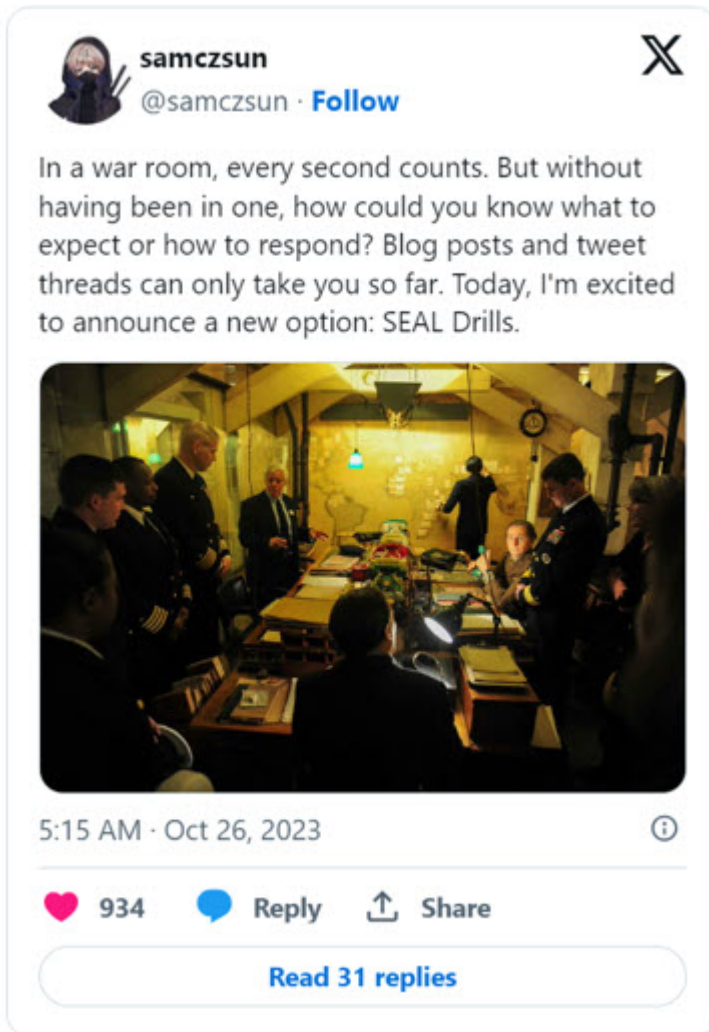 samczsun
@samczsun · Follow
In a war room, every second counts. But without
having been in one, how could you know what to
expect or how to respond? Blog posts and tweet
threads can only take you so far. Today, I'm excited
to announce a new option: SEAL Drills.
5:15 AM · Oct 26, 2023
934 Reply Share
Read 31 replies